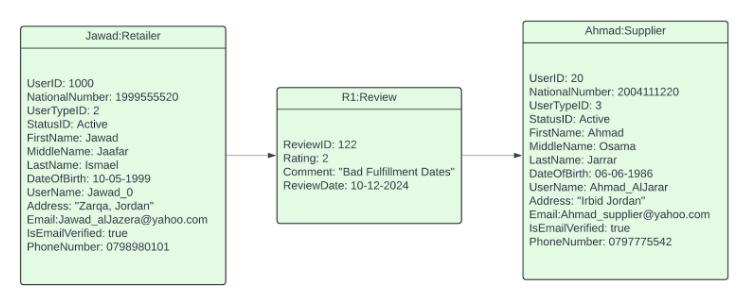 Jawad:Retailer
UserID: 1000
NationalNumber: 1999555520
UserTypeID: 2
StatusID: Active
FirstName: Jawad
MiddleName: Jaafar
LastName: Ismael
DateOfBirth: 10-05-1999
UserName: Jawad_0
Address: "Zarqa, Jordan"
Email:Jawad_alJazera@yahoo.com
IsEmailVerified: true
PhoneNumber: 0798980101
R1:Review
ReviewID: 122
Rating: 2
Comment: "Bad Fulfillment Dates"
ReviewDate: 10-12-2024
Ahmad:Supplier
UserID: 20
NationalNumber: 2004111220
UserTypeID: 3
StatusID: Active
FirstName: Ahmad
MiddleName: Osama
LastName: Jarrar
DateOfBirth: 06-06-1986
UserName: Ahmad_AlJarar
Address: "Irbid Jordan"
Email:Ahmad_supplier@yahoo.com
IsEmailVerified: true
PhoneNumber: 0797775542